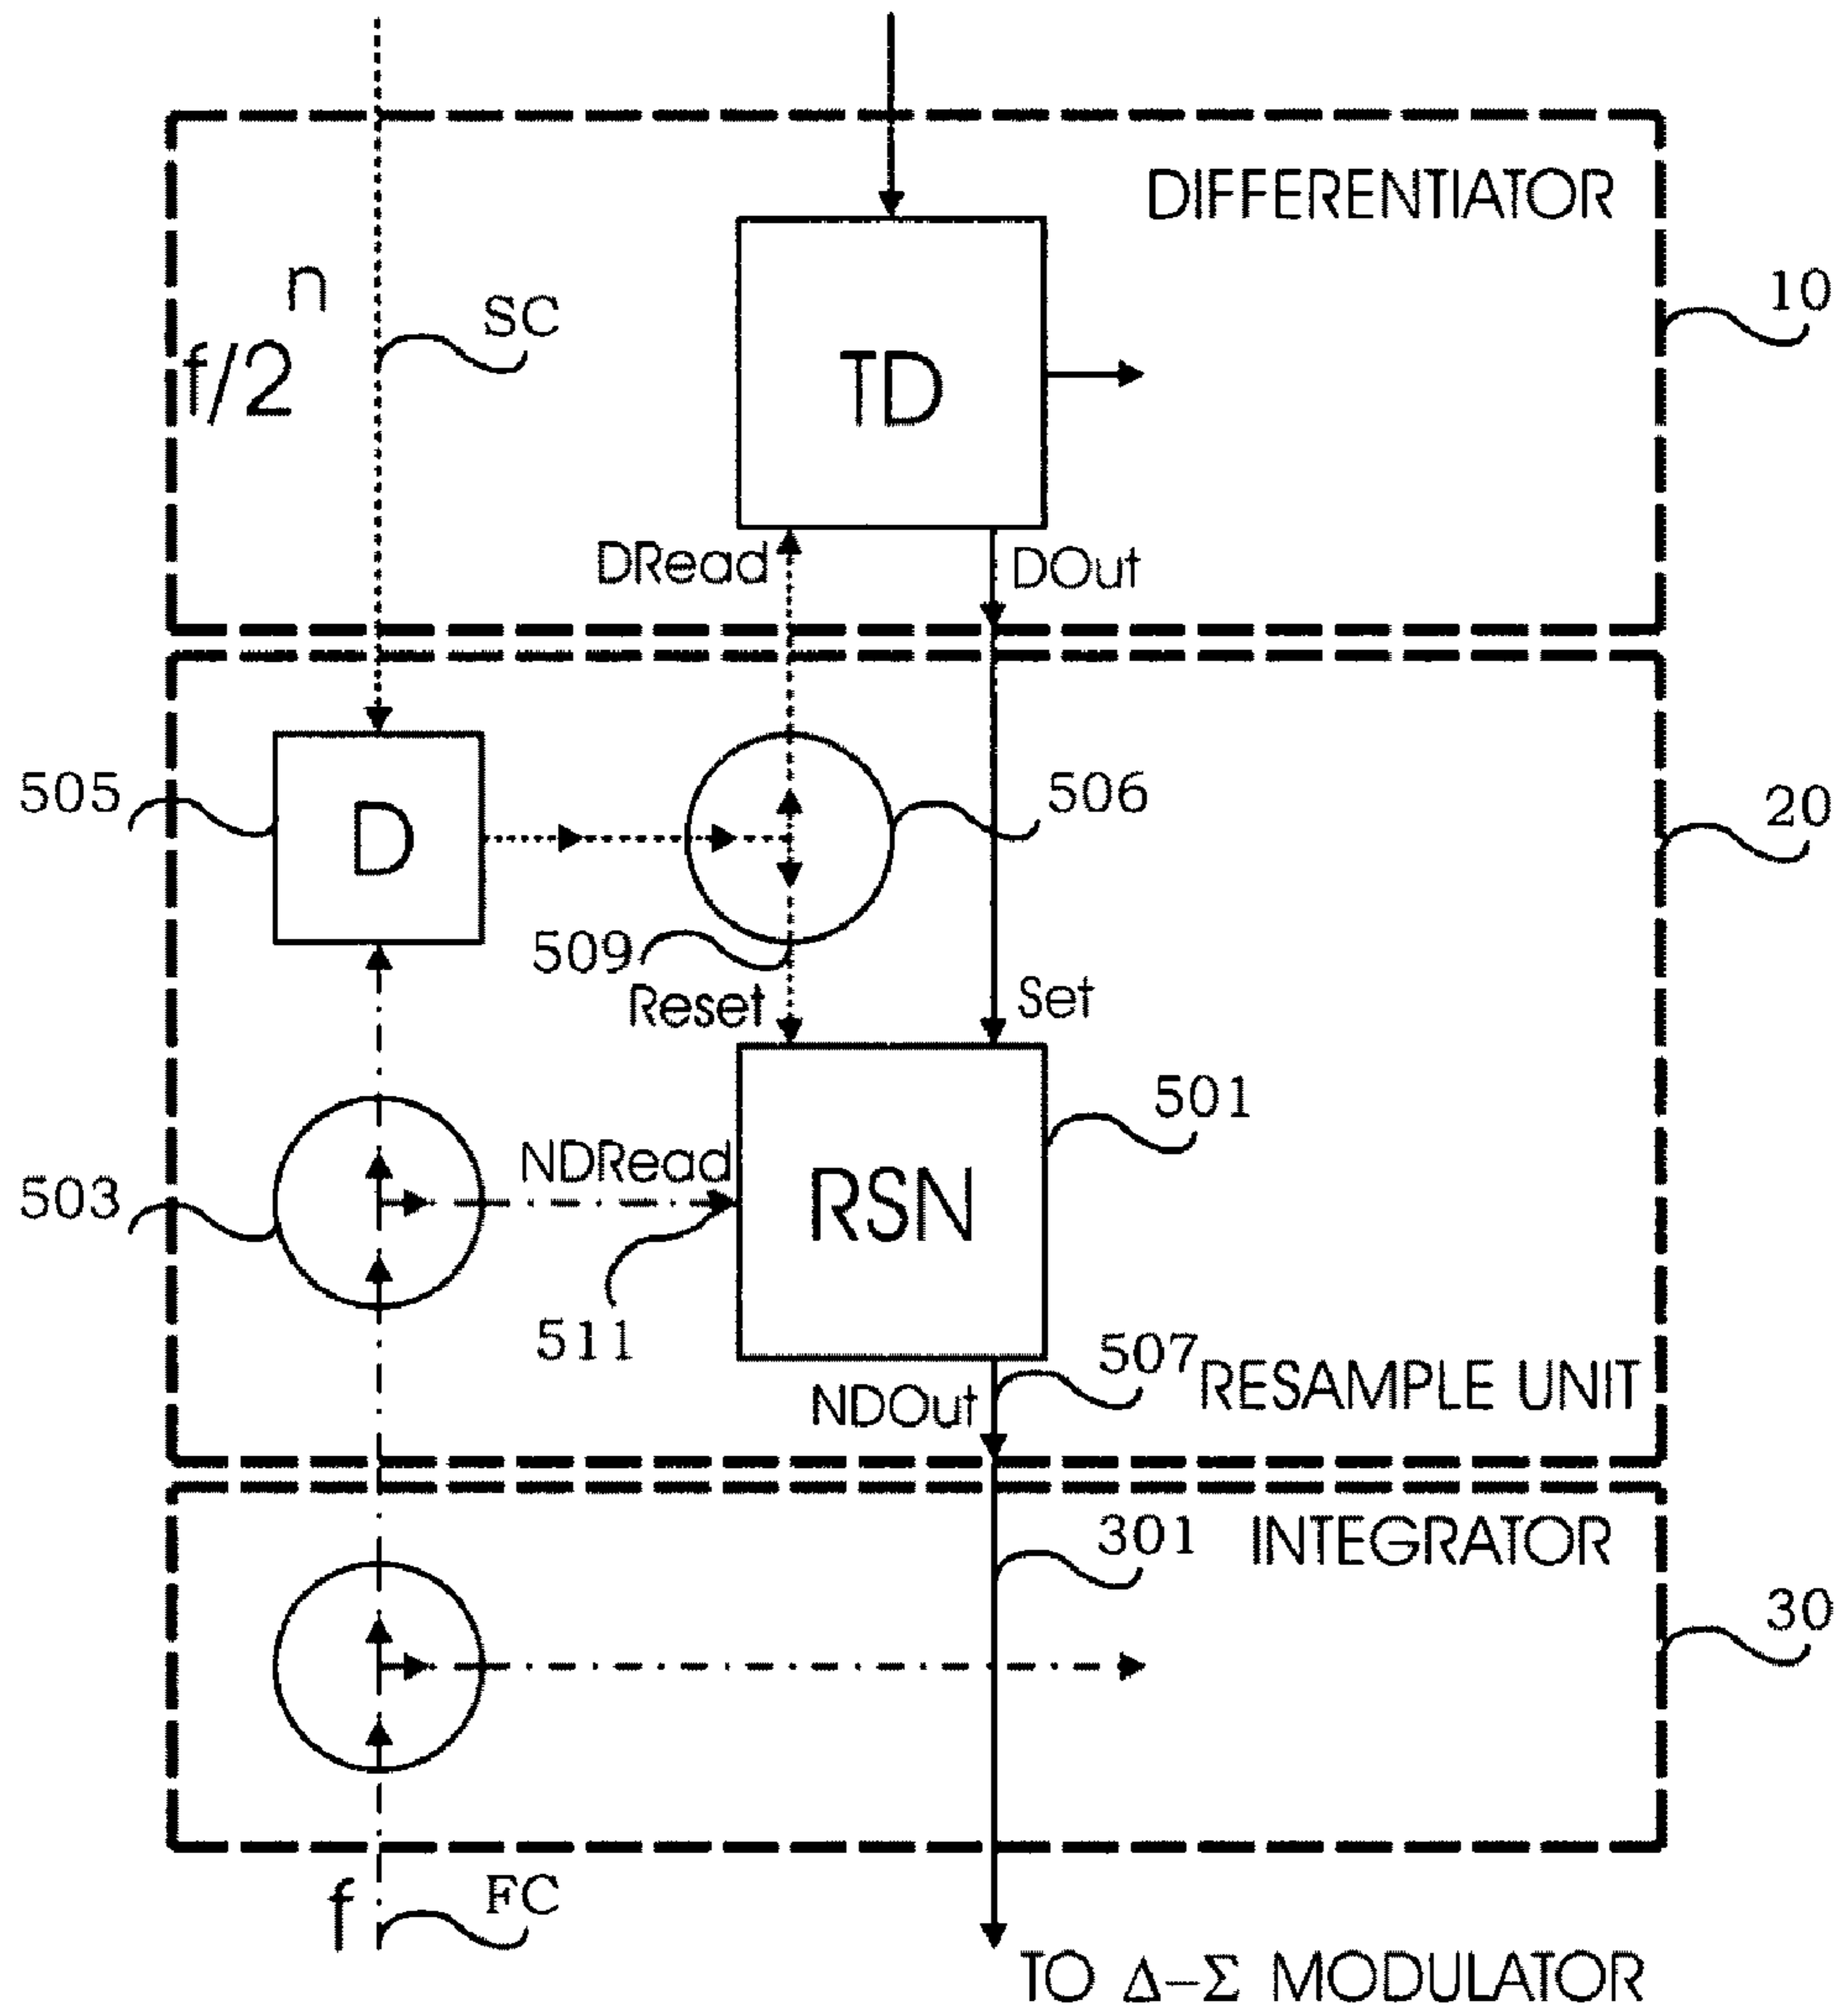 DIFFERENTIATOR
n
f/2
SC
10
TD
DRead
DOut
505
D
506
20
509
Reset
Set
501
NDRead
503
RSN
511
507
NDOut
RESAMPLE UNIT
301
INTEGRATOR
30
f
FC
TO Δ–Σ MODULATOR